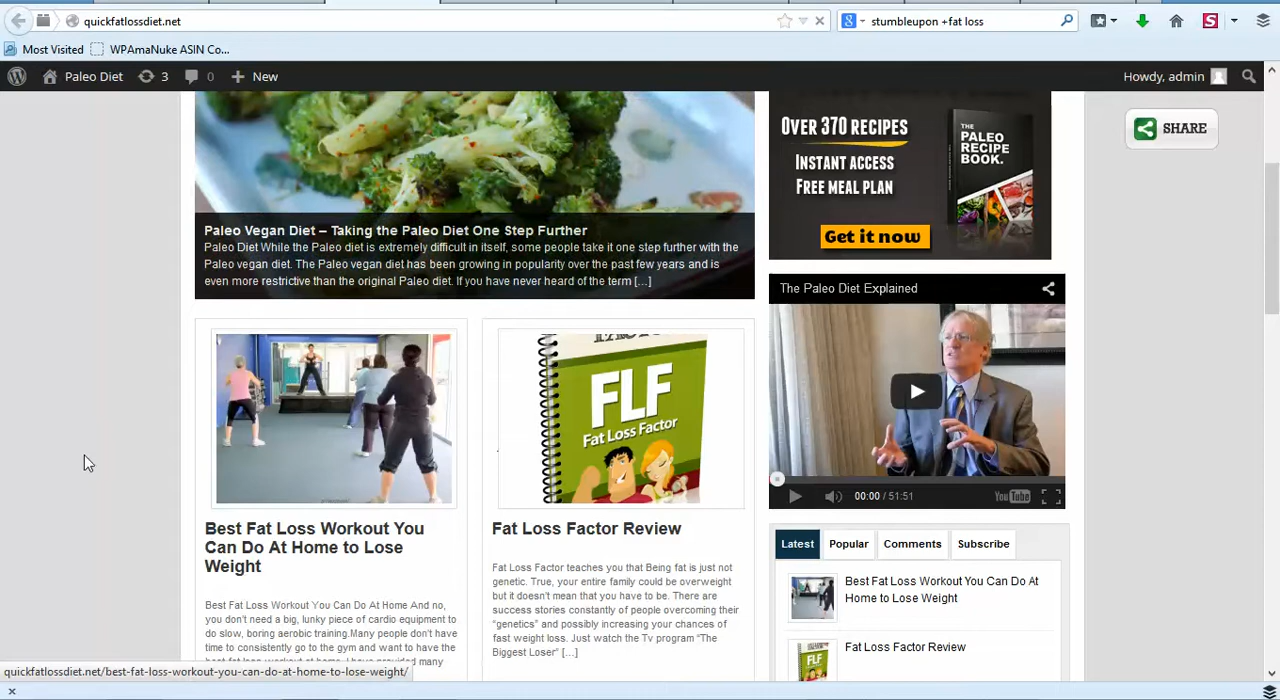 quickfatlossdiet.net
stumbleupon +fat loss
Most Visited
WPAmaNuke ASIN Co...
Paleo Diet
3
0
New
Howdy, admin
SHARE
Paleo Vegan Diet – Taking the Paleo Diet One Step Further
Paleo Diet While the Paleo diet is extremely difficult in itself, some people take it one step further with the
Paleo vegan diet. The Paleo vegan diet has been growing in popularity over the past few years and is
even more restrictive than the original Paleo diet. If you have never heard of the term [...]
OVER 370 RECIPES
INSTANT ACCESS
FREE MEAL PLAN
Get it now
THE
PALEO
RECIPE
BOOK.
The Paleo Diet Explained
00:00 / 51:51
YouTube
FLF
Fat Loss Factor
Best Fat Loss Workout You
Can Do At Home to Lose
Weight
Best Fat Loss Workout You Can Do At Home And no,
you don't need a big, lunky piece of cardio equipment to
do slow, boring aerobic training.Many people don't have
time to consistently go to the gym and want to have the
best fat loss workout at home. I have provided many
Fat Loss Factor Review
Fat Loss Factor teaches you that Being fat is just not
genetic. True, your entire family could be overweight
but it doesn't mean that you have to be. There are
success stories constantly of people overcoming their
"genetics" and possibly increasing your chances of
fat weight loss. Just watch the Tv program "The
Biggest Loser" [...]
Latest
Popular
Comments
Subscribe
Best Fat Loss Workout You Can Do At
Home to Lose Weight
FLF
Fat Loss Factor Review
quickfatlossdiet.net/best-fat-loss-workout-you-can-do-at-home-to-lose-weight/